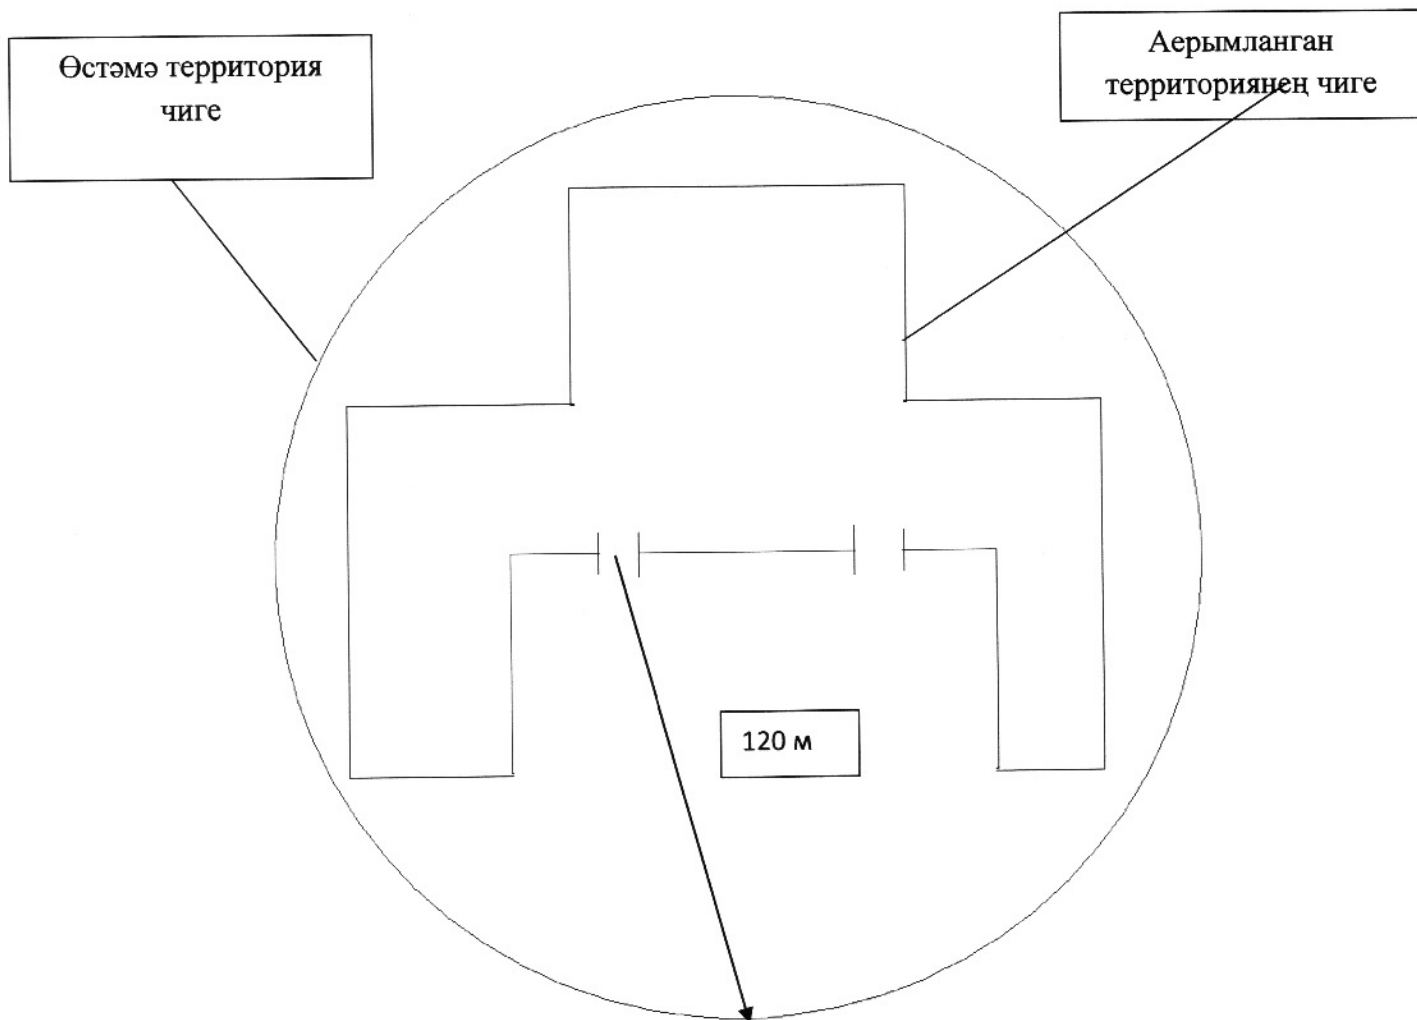 Өстәмә территория
чиге
Аерымланган
территориянең чиге
120 м